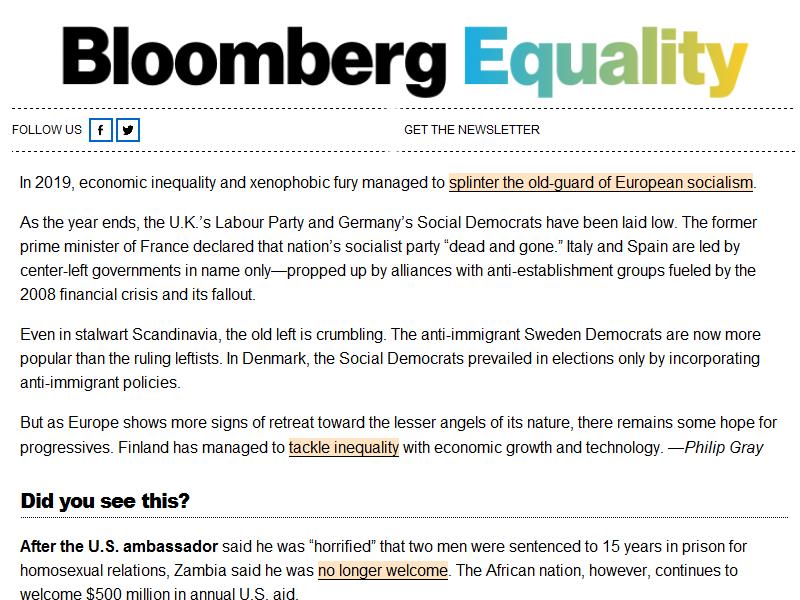 Bloomberg Equality
FOLLOW US
GET THE NEWSLETTER
In 2019, economic inequality and xenophobic fury managed to splinter the old-guard of European socialism.
As the year ends, the U.K.’s Labour Party and Germany’s Social Democrats have been laid low. The former
prime minister of France declared that nation’s socialist party “dead and gone.” Italy and Spain are led by
center-left governments in name only—propped up by alliances with anti-establishment groups fueled by the
2008 financial crisis and its fallout.
Even in stalwart Scandinavia, the old left is crumbling. The anti-immigrant Sweden Democrats are now more
popular than the ruling leftists. In Denmark, the Social Democrats prevailed in elections only by incorporating
anti-immigrant policies.
But as Europe shows more signs of retreat toward the lesser angels of its nature, there remains some hope for
progressives. Finland has managed to tackle inequality with economic growth and technology. —Philip Gray
Did you see this?
After the U.S. ambassador said he was “horrified” that two men were sentenced to 15 years in prison for
homosexual relations, Zambia said he was no longer welcome. The African nation, however, continues to
welcome $500 million in annual U.S. aid.